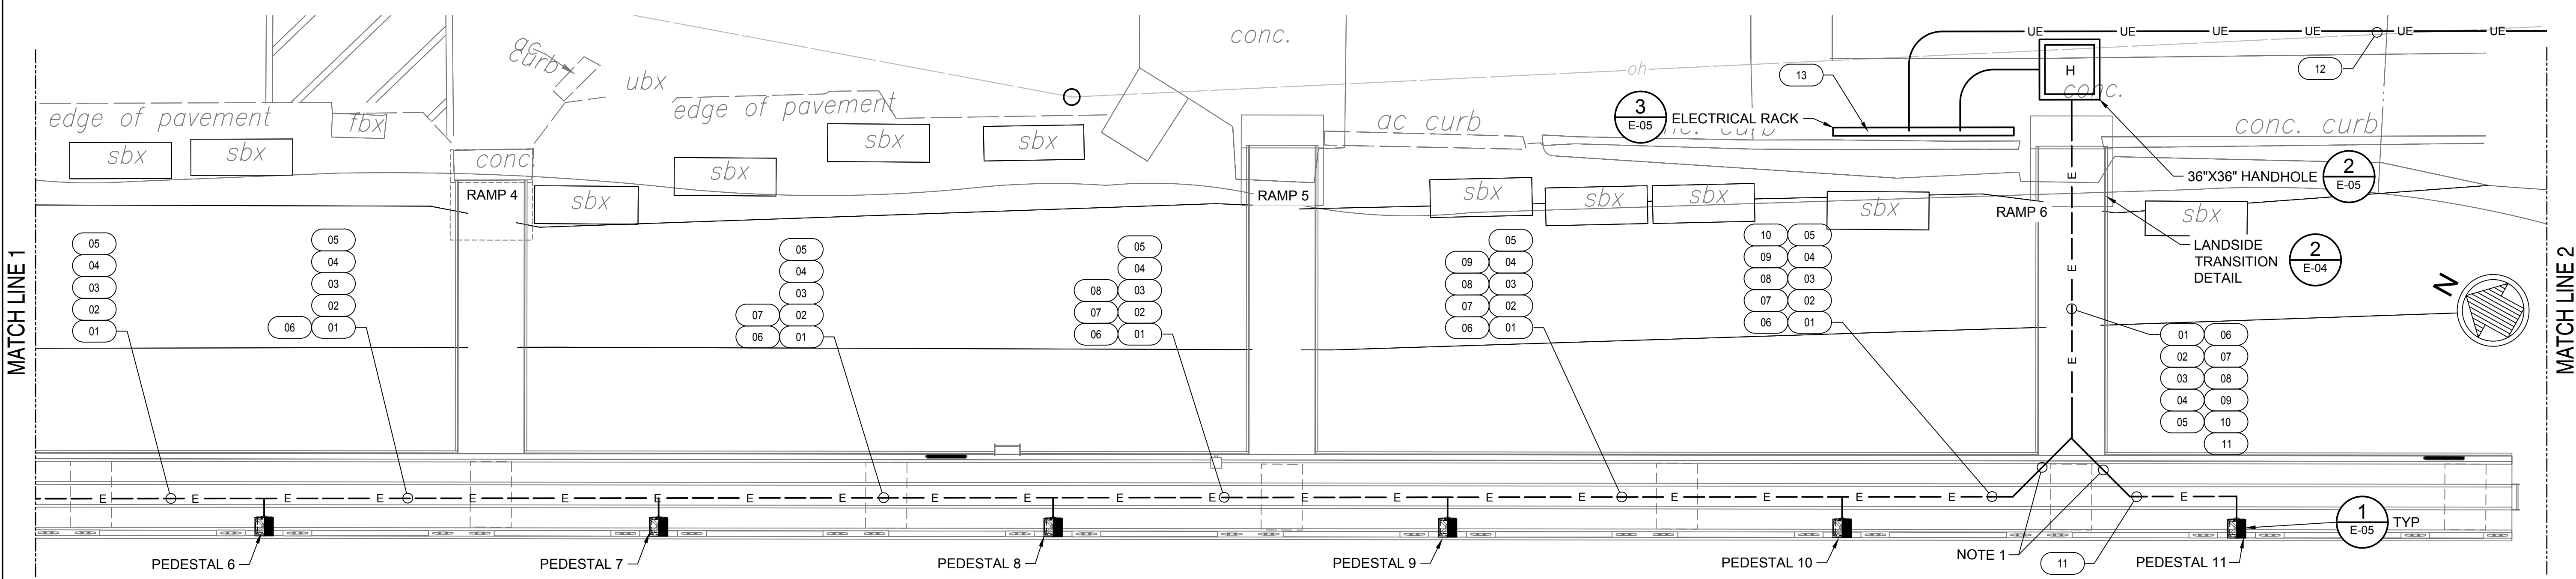 MATCH LINE 1
MATCH LINE 2
UE UE UE UE UE UE
ac
curb
conc.
ubx
oh
H
12
13
3
E-05
ELECTRICAL RACK
conc.
edge of pavement
fbx
edge of pavement
ac curb
conc. curb
sbx
sbx
sbx
sbx
sbx
conc.
sbx
36"X36" HANDHOLE
2
E-05
RAMP 4
RAMP 5
RAMP 6
sbx
sbx
sbx
sbx
sbx
LANDSIDE
TRANSITION
DETAIL
2
E-04
N
05
04
03
02
01
05
04
03
02
06 01
05
04
03
07 02
06 01
05
04
08 03
07 02
06 01
05
09 04
08 03
07 02
06 01
10 05
09 04
08 03
07 02
06 01
E
E
E
01 06
02 07
03 08
04 09
05 10
11
E E E E E E E E E E E E E E E E E E E E E E
1
E-05
TYP
PEDESTAL 6
PEDESTAL 7
PEDESTAL 8
PEDESTAL 9
PEDESTAL 10
NOTE 1
11
PEDESTAL 11